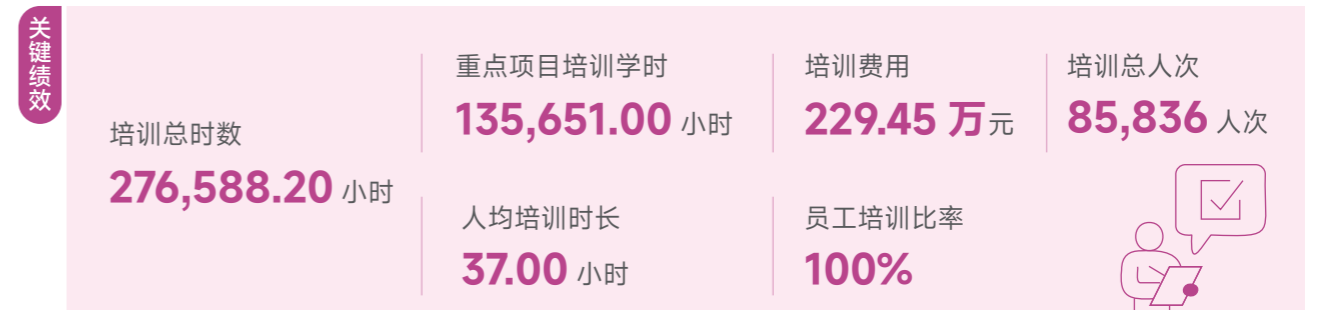 关键绩效
培训总时数
276,588.20 小时
重点项目培训学时
135,651.00 小时
培训费用
229.45 万元
培训总人次
85,836 人次
人均培训时长
37.00 小时
员工培训比率
100%